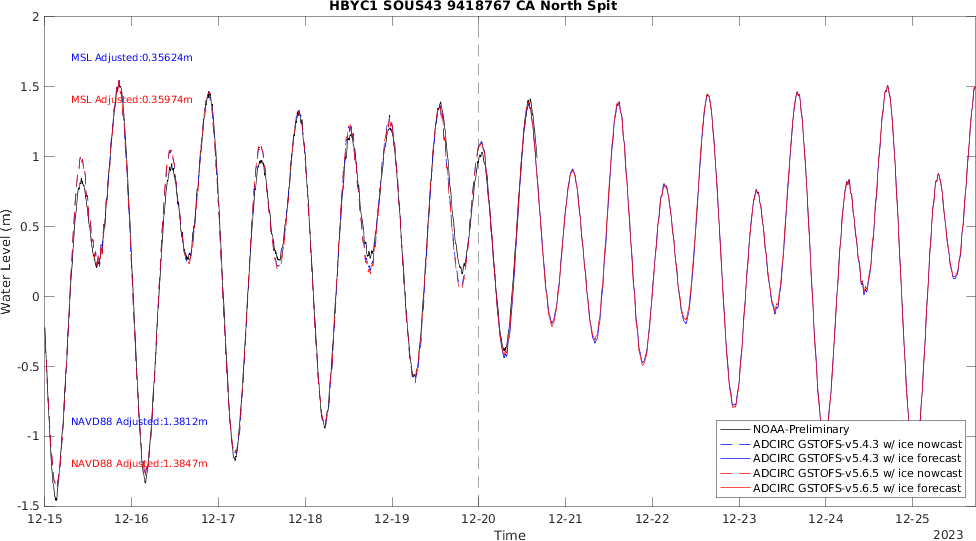 HBYC1 SOUS43 9418767 CA North Spit
2
1.5
1
0.5
0
-0.5
-1
-1.5
Water Level (m)
MSL Adjusted:0.35624m
MSL Adjusted:0.35974m
NAVD88 Adjusted:1.3812m
NAVD88 Adjusted:1.3847m
NOAA-Preliminary
ADCIRC GSTOFS-v5.4.3 w/ ice nowcast
ADCIRC GSTOFS-v5.4.3 w/ ice forecast
ADCIRC GSTOFS-v5.6.5 w/ ice nowcast
ADCIRC GSTOFS-v5.6.5 w/ ice forecast
12-15 12-16 12-17 12-18 12-19 12-20 12-21 12-22 12-23 12-24 12-25
Time
2023